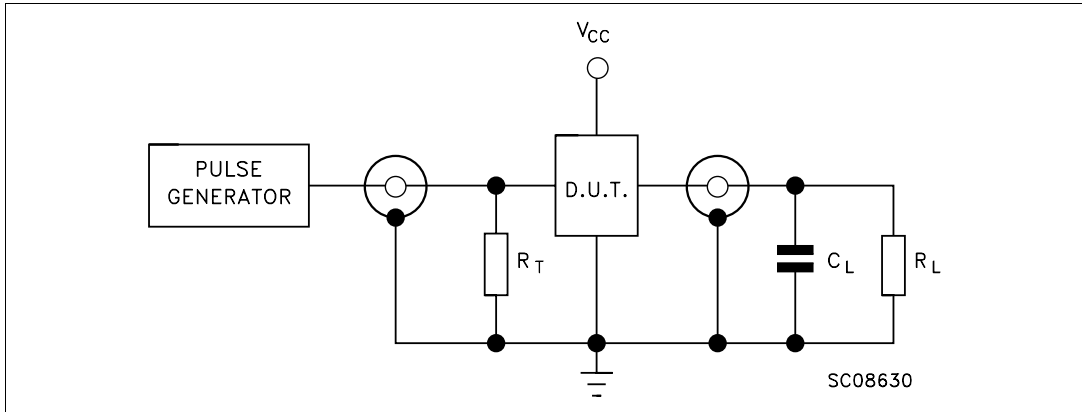 VCC
PULSE
GENERATOR
D.U.T.
RT
CL
RL
SC08630